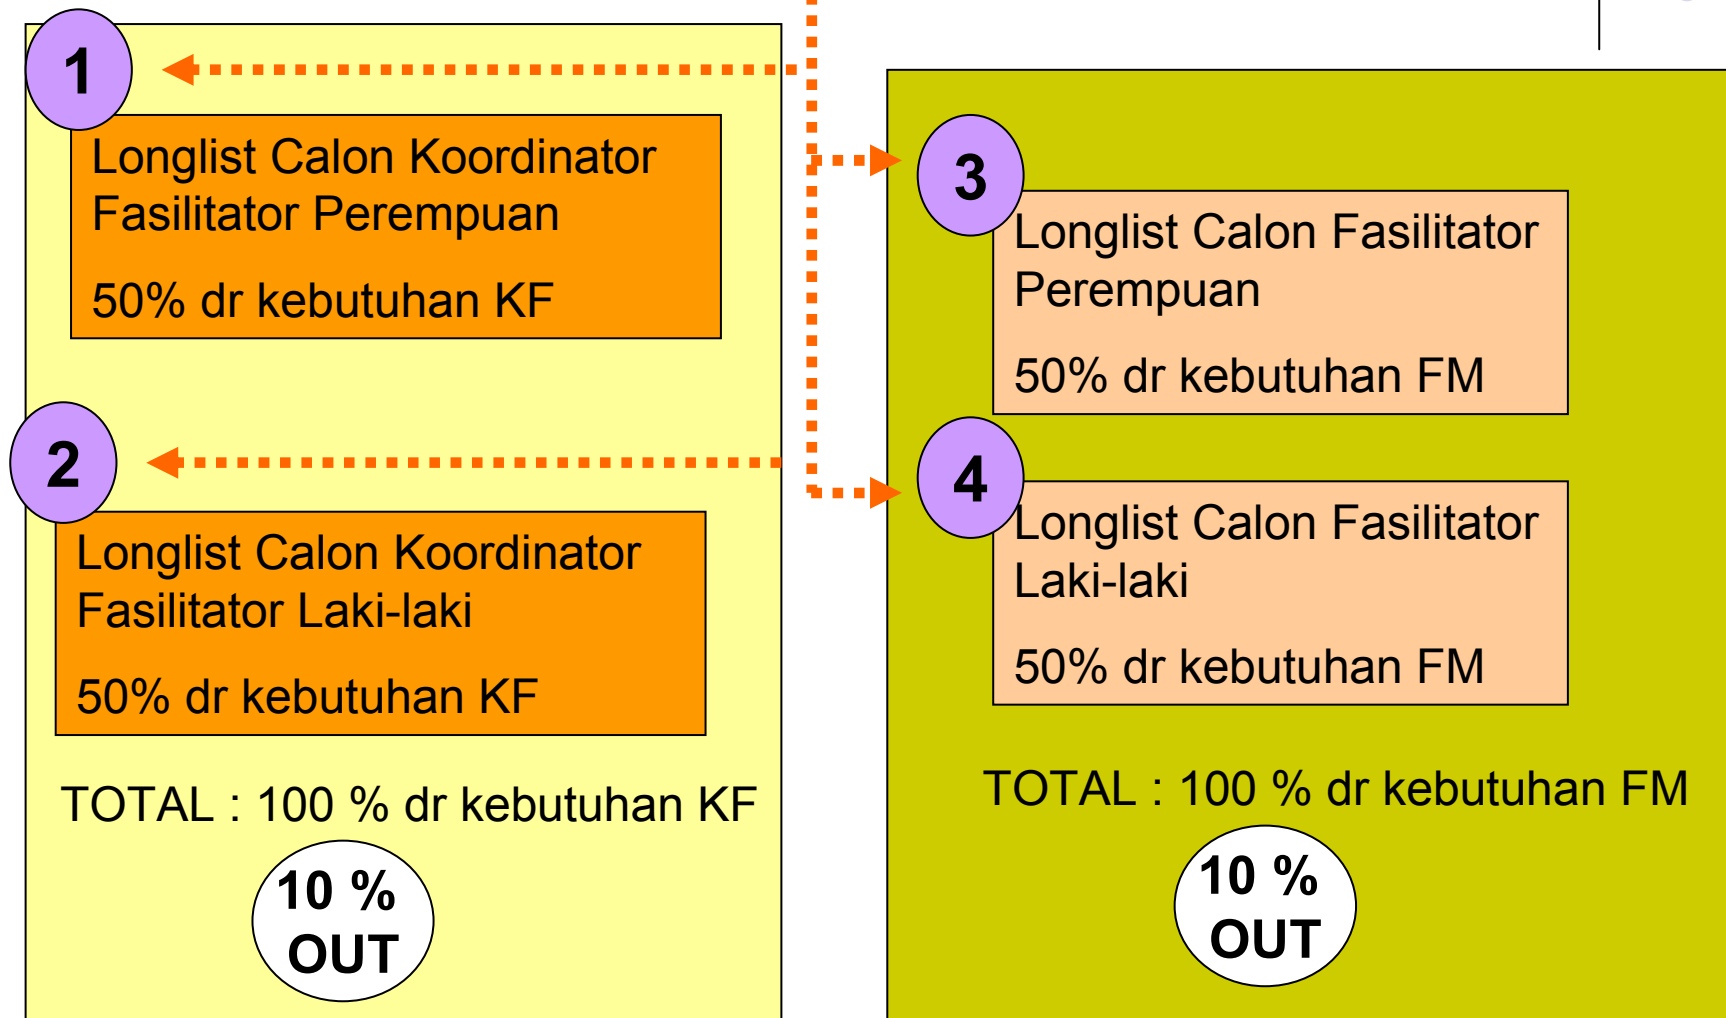 1
Longlist Calon Koordinator
Fasilitator Perempuan
50% dr kebutuhan KF
2
Longlist Calon Koordinator
Fasilitator Laki-laki
50% dr kebutuhan KF
TOTAL : 100 % dr kebutuhan KF
10 %
OUT
3
Longlist Calon Fasilitator
Perempuan
50% dr kebutuhan FM
4
Longlist Calon Fasilitator
Laki-laki
50% dr kebutuhan FM
TOTAL : 100 % dr kebutuhan FM
10 %
OUT